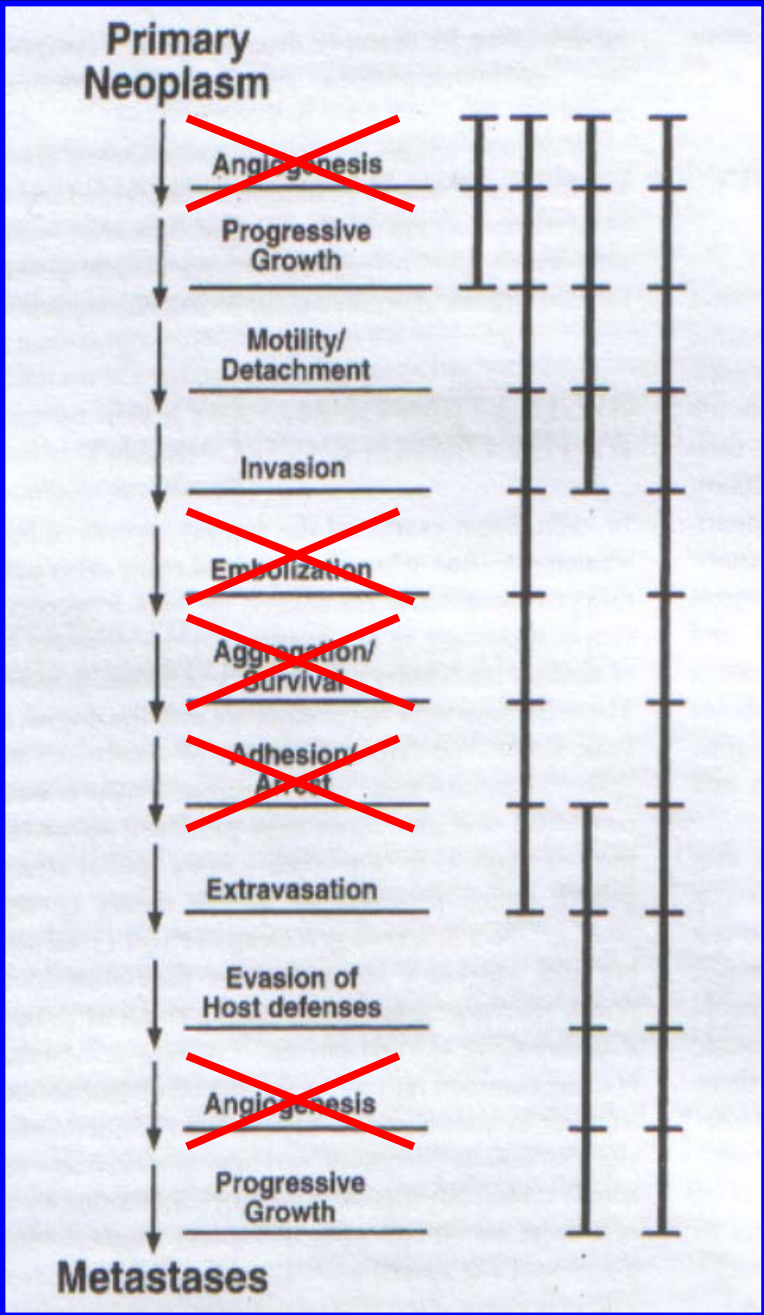 Primary
Neoplasm
Angiogenesis
Progressive
Growth
Motility/
Detachment
Invasion
Embolization
Aggregation/
Survival
Adhesion/
Arrest
Extravasation
Evasion of
Host defenses
Angiogenesis
Progressive
Growth
Metastases